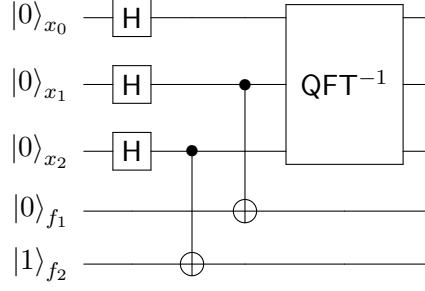 |0⟩x₀ H
|0⟩x₁ H QFT⁻¹
|0⟩x₂ H
|0⟩f₁
|1⟩f₂